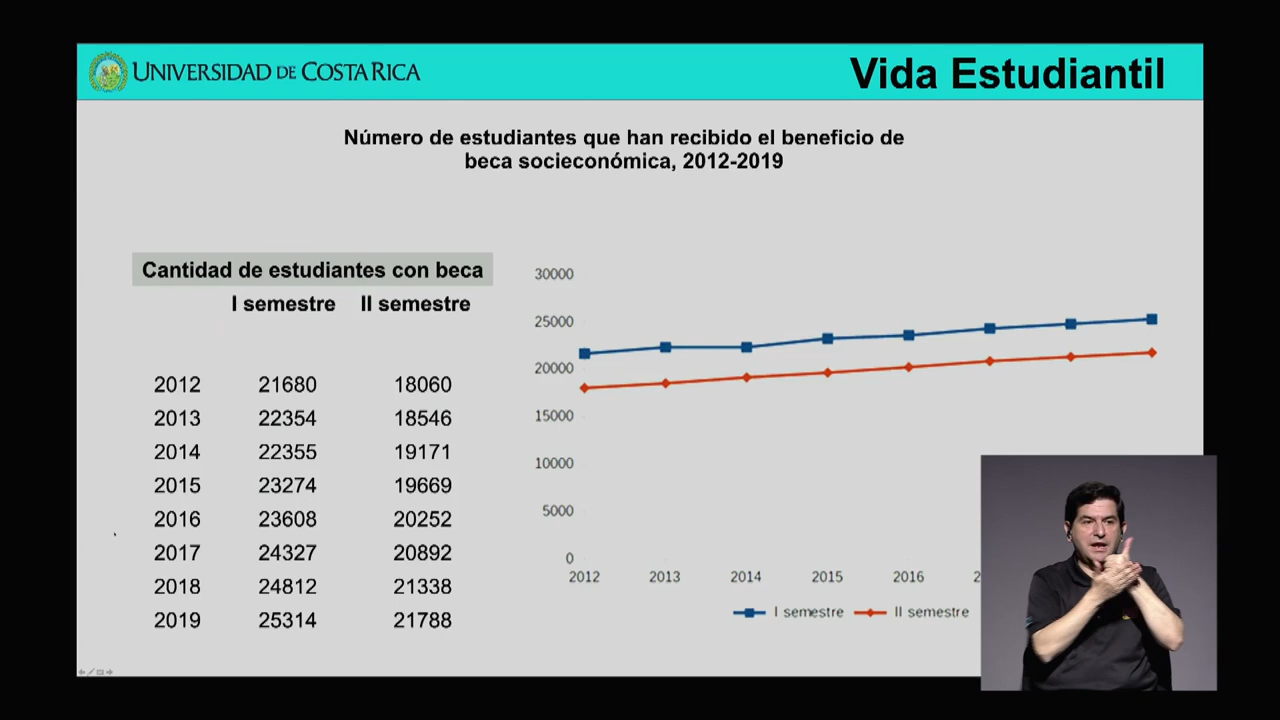 UNIVERSIDAD DE COSTA RICA
Vida Estudiantil
Número de estudiantes que han recibido el beneficio de
beca socieconómica, 2012-2019
Cantidad de estudiantes con beca
I semestre II semestre
2012 21680 18060
2013 22354 18546
2014 22355 19171
2015 23274 19669
2016 23608 20252
2017 24327 20892
2018 24812 21338
2019 25314 21788
30000
25000
20000
15000
10000
5000
0
2012 2013 2014 2015 2016
I semestre II semestre